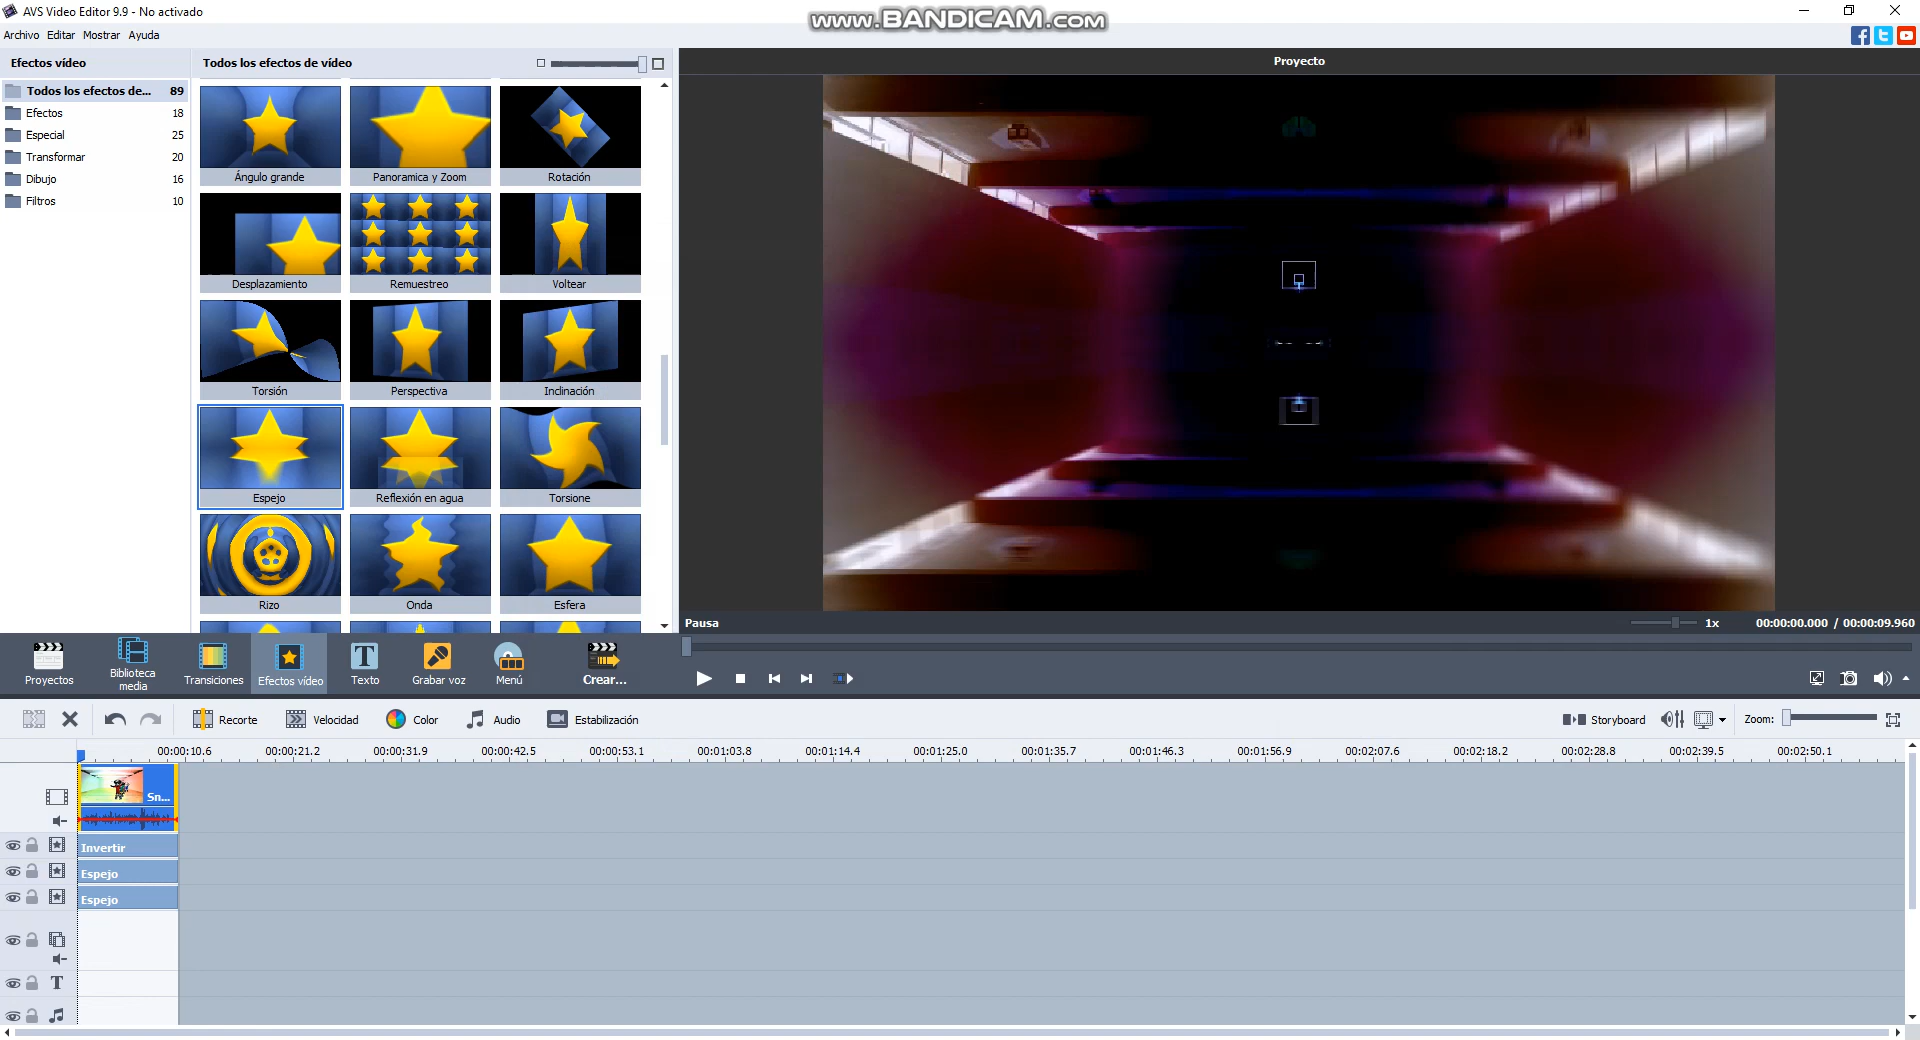 AVS Video Editor 9.9 - No activado
www.BANDICAM.com
Archivo Editar Mostrar Ayuda
Efectos vídeo
Todos los efectos de vídeo
Proyecto
Todos los efectos de... 89
Efectos 18
Especial 25
Transformar 20
Dibujo 16
Filtros 10
Ángulo grande Panoramica y Zoom Rotación
Desplazamiento Remuestreo Voltear
Torsión Perspectiva Inclinación
Espejo Reflexión en agua Torsione
Rizo Onda Esfera
Pausa 1x 00:00:00.000 / 00:00:09.960
Proyectos
Biblioteca media
Transiciones
Efectos vídeo
Texto
Grabar voz
Menú
Crear...
Recorte Velocidad Color Audio Estabilización Storyboard Zoom:
00:00:10.6 00:00:21.2 00:00:31.9 00:00:42.5 00:00:53.1 00:01:03.8 00:01:14.4 00:01:25.0 00:01:35.7 00:01:46.3 00:01:56.9 00:02:07.6 00:02:18.2 00:02:28.8 00:02:39.5 00:02:50.1
Sn...
Invertir
Espejo
Espejo